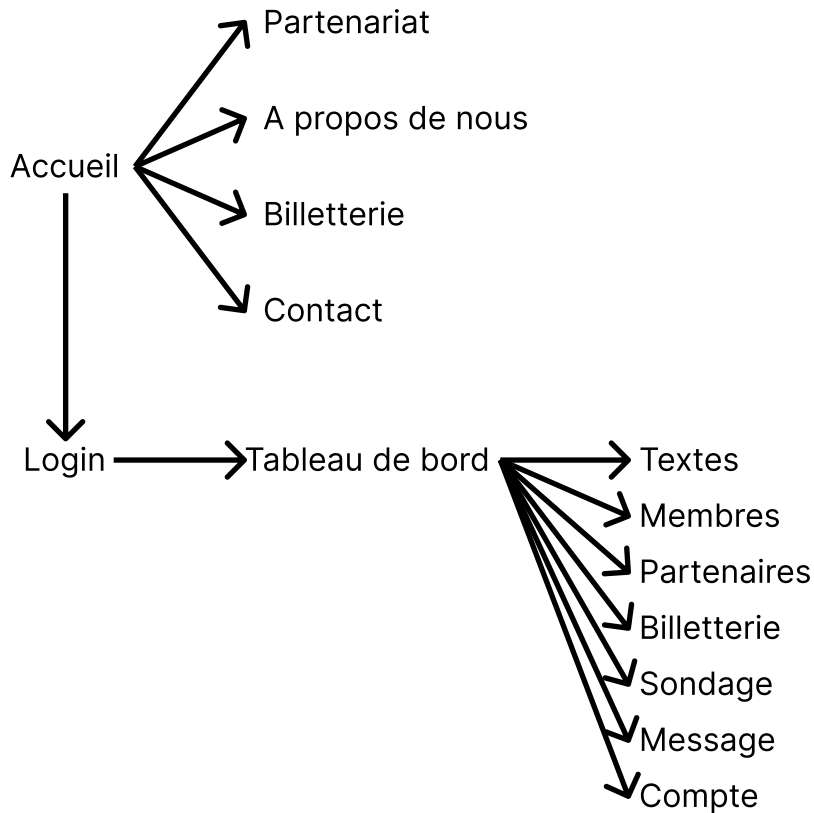 Partenariat
A propos de nous
Accueil
Billetterie
Contact
Login
Tableau de bord
Textes
Membres
Partenaires
Billetterie
Sondage
Message
Compte